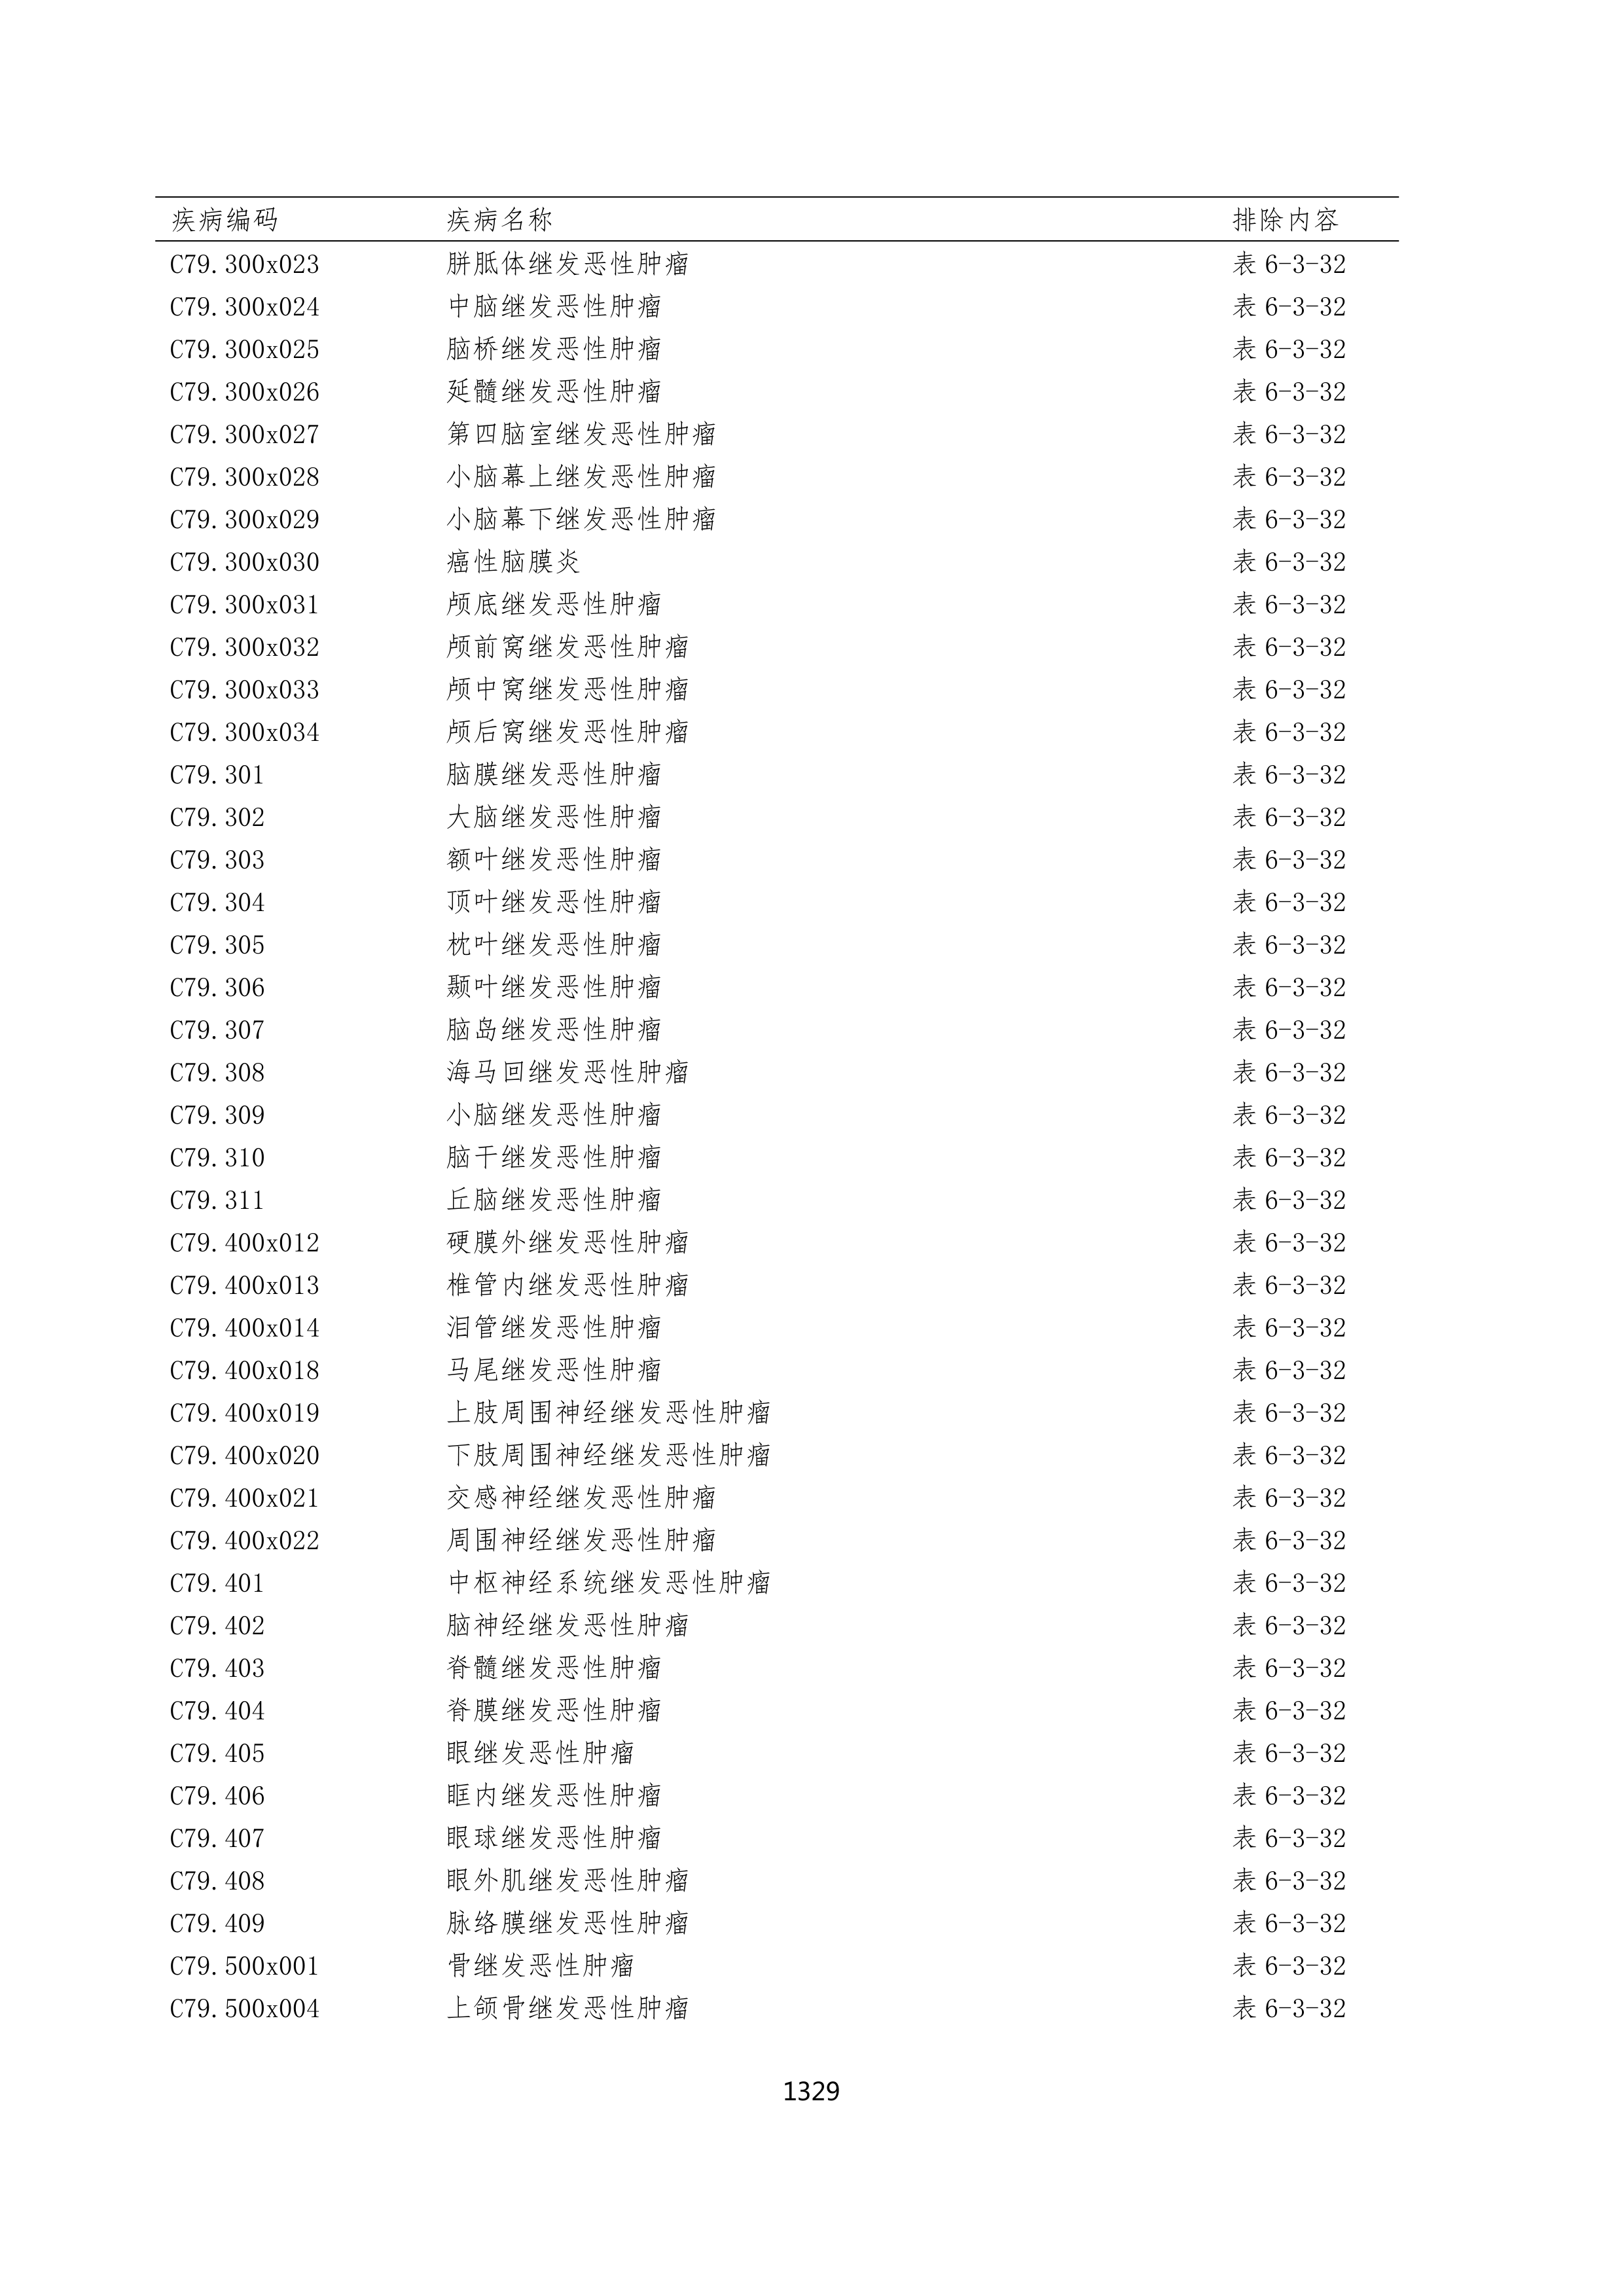 疾病编码 疾病名称 排除内容
C79.300x023 胼胝体继发恶性肿瘤 表 6-3-32
C79.300x024 中脑继发恶性肿瘤 表 6-3-32
C79.300x025 脑桥继发恶性肿瘤 表 6-3-32
C79.300x026 延髓继发恶性肿瘤 表 6-3-32
C79.300x027 第四脑室继发恶性肿瘤 表 6-3-32
C79.300x028 小脑幕上继发恶性肿瘤 表 6-3-32
C79.300x029 小脑幕下继发恶性肿瘤 表 6-3-32
C79.300x030 癌性脑膜炎 表 6-3-32
C79.300x031 颅底继发恶性肿瘤 表 6-3-32
C79.300x032 颅前窝继发恶性肿瘤 表 6-3-32
C79.300x033 颅中窝继发恶性肿瘤 表 6-3-32
C79.300x034 颅后窝继发恶性肿瘤 表 6-3-32
C79.301 脑膜继发恶性肿瘤 表 6-3-32
C79.302 大脑继发恶性肿瘤 表 6-3-32
C79.303 额叶继发恶性肿瘤 表 6-3-32
C79.304 顶叶继发恶性肿瘤 表 6-3-32
C79.305 枕叶继发恶性肿瘤 表 6-3-32
C79.306 颞叶继发恶性肿瘤 表 6-3-32
C79.307 脑岛继发恶性肿瘤 表 6-3-32
C79.308 海马回继发恶性肿瘤 表 6-3-32
C79.309 小脑继发恶性肿瘤 表 6-3-32
C79.310 脑干继发恶性肿瘤 表 6-3-32
C79.311 丘脑继发恶性肿瘤 表 6-3-32
C79.400x012 硬膜外继发恶性肿瘤 表 6-3-32
C79.400x013 椎管内继发恶性肿瘤 表 6-3-32
C79.400x014 泪管继发恶性肿瘤 表 6-3-32
C79.400x018 马尾继发恶性肿瘤 表 6-3-32
C79.400x019 上肢周围神经继发恶性肿瘤 表 6-3-32
C79.400x020 下肢周围神经继发恶性肿瘤 表 6-3-32
C79.400x021 交感神经继发恶性肿瘤 表 6-3-32
C79.400x022 周围神经继发恶性肿瘤 表 6-3-32
C79.401 中枢神经系统继发恶性肿瘤 表 6-3-32
C79.402 脑神经继发恶性肿瘤 表 6-3-32
C79.403 脊髓继发恶性肿瘤 表 6-3-32
C79.404 脊膜继发恶性肿瘤 表 6-3-32
C79.405 眼继发恶性肿瘤 表 6-3-32
C79.406 眶内继发恶性肿瘤 表 6-3-32
C79.407 眼球继发恶性肿瘤 表 6-3-32
C79.408 眼外肌继发恶性肿瘤 表 6-3-32
C79.409 脉络膜继发恶性肿瘤 表 6-3-32
C79.500x001 骨继发恶性肿瘤 表 6-3-32
C79.500x004 上颌骨继发恶性肿瘤 表 6-3-32
1329